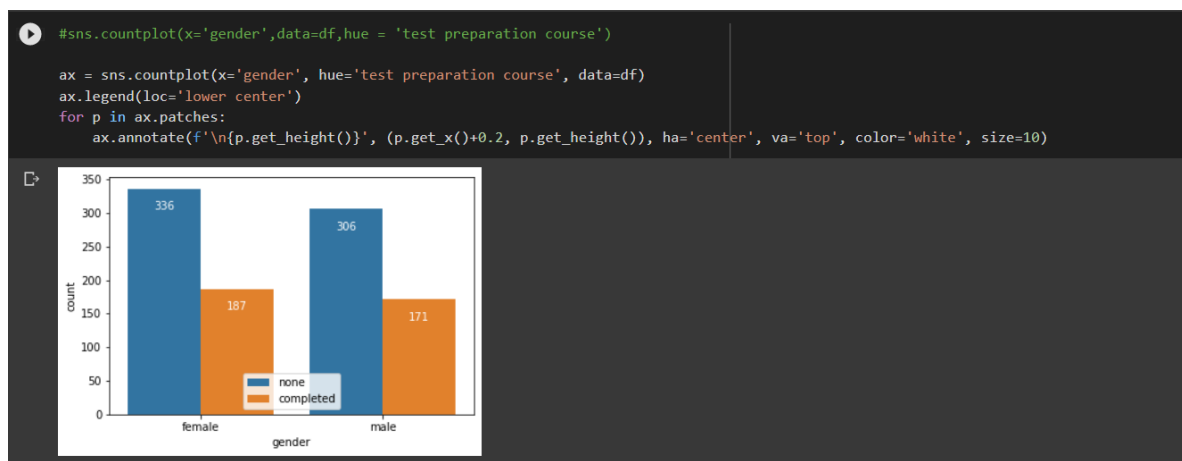 #sns.countplot(x='gender',data=df,hue = 'test preparation course')
ax = sns.countplot(x='gender', hue='test preparation course', data=df)
ax.legend(loc='lower center')
for p in ax.patches:
    ax.annotate(f'\n{p.get_height()}', (p.get_x()+0.2, p.get_height()), ha='center', va='top', color='white', size=10)
350
300
250
200
150
100
50
0
count
336
187
306
171
none
completed
female
male
gender